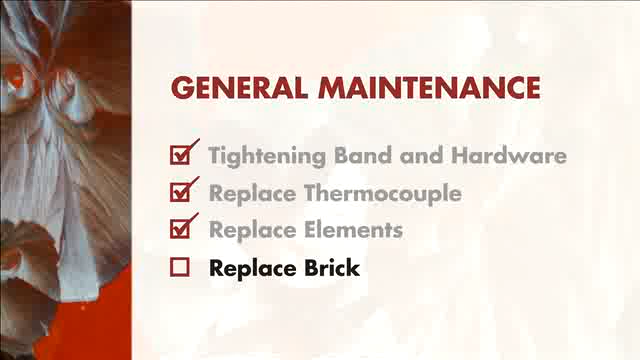 GENERAL MAINTENANCE
Tightening Band and Hardware
Replace Thermocouple
Replace Elements
Replace Brick